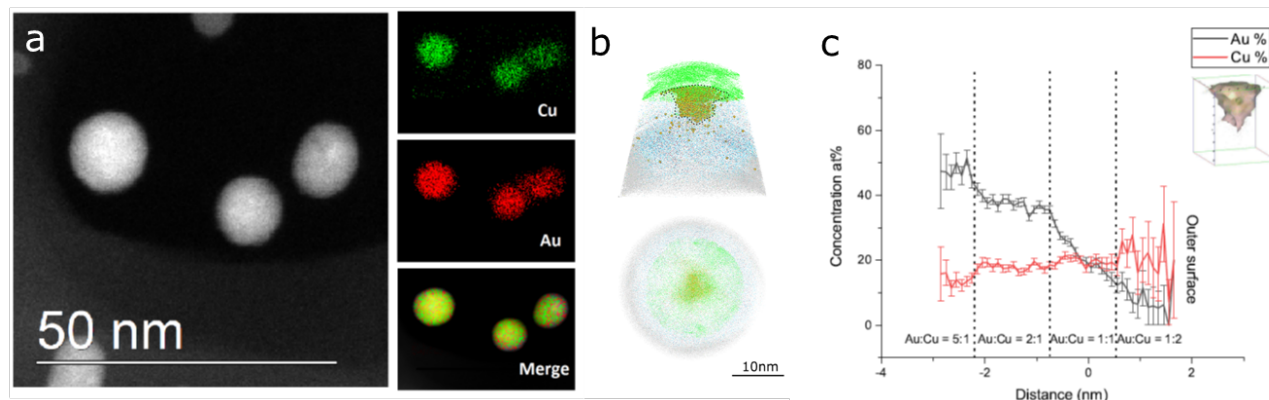 a
50 nm
Cu
Au
Merge
b
10nm
c
Au %
Cu %
80
60
40
20
0
Concentration at%
Outer surface
Au:Cu = 5:1
Au:Cu = 2:1
Au:Cu = 1:1
Au:Cu = 1:2
-4
-2
0
2
Distance (nm)